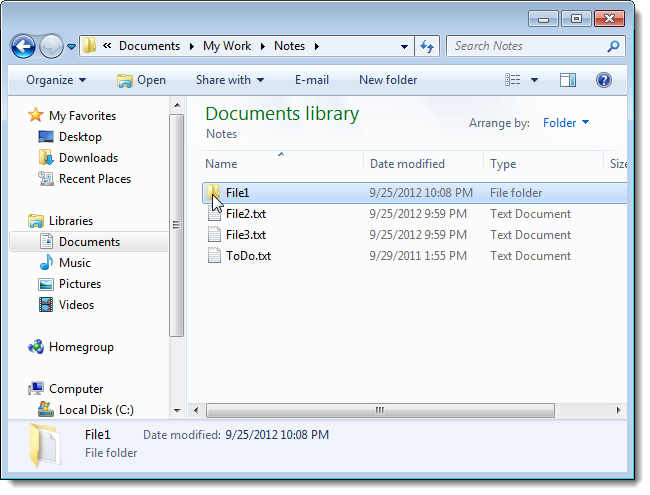 « Documents ▸ My Work ▸ Notes ▸ Search Notes
Organize Open Share with E-mail New folder
My Favorites
Desktop
Downloads
Recent Places
Libraries
Documents
Music
Pictures
Videos
Homegroup
Computer
Local Disk (C:)
Documents library
Notes
Arrange by: Folder
Name Date modified Type Size
File1 9/25/2012 10:08 PM File folder
File2.txt 9/25/2012 9:59 PM Text Document
File3.txt 9/25/2012 9:59 PM Text Document
ToDo.txt 9/29/2011 1:55 PM Text Document
File1 Date modified: 9/25/2012 10:08 PM
File folder